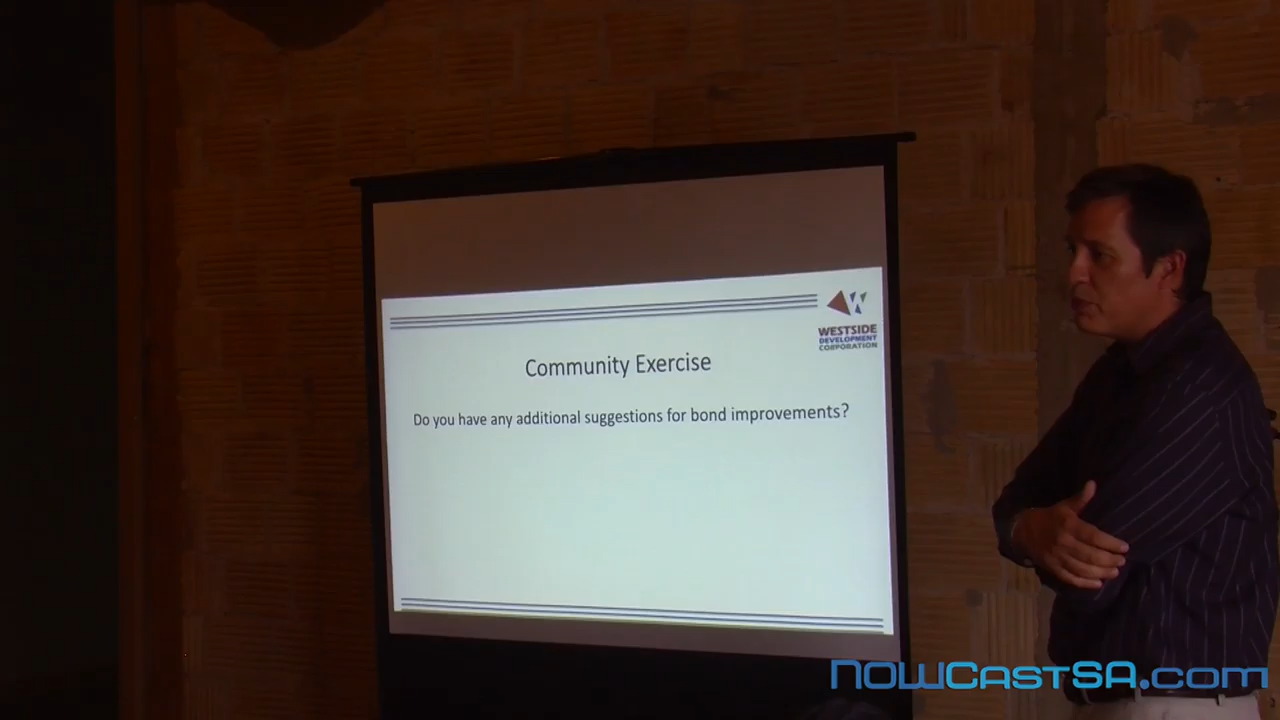 WESTSIDE
DEVELOPMENT
CORPORATION
Community Exercise
Do you have any additional suggestions for bond improvements?
NOWCASTSA.com